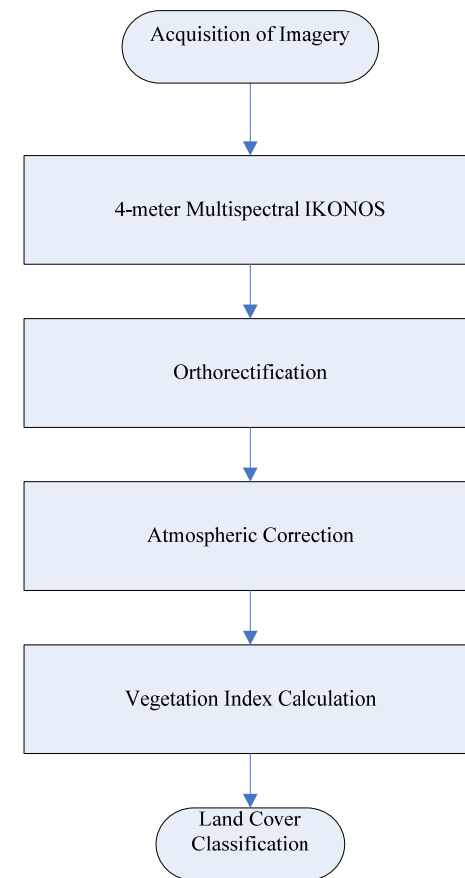 Acquisition of Imagery
4-meter Multispectral IKONOS
Orthorectification
Atmospheric Correction
Vegetation Index Calculation
Land Cover
Classification